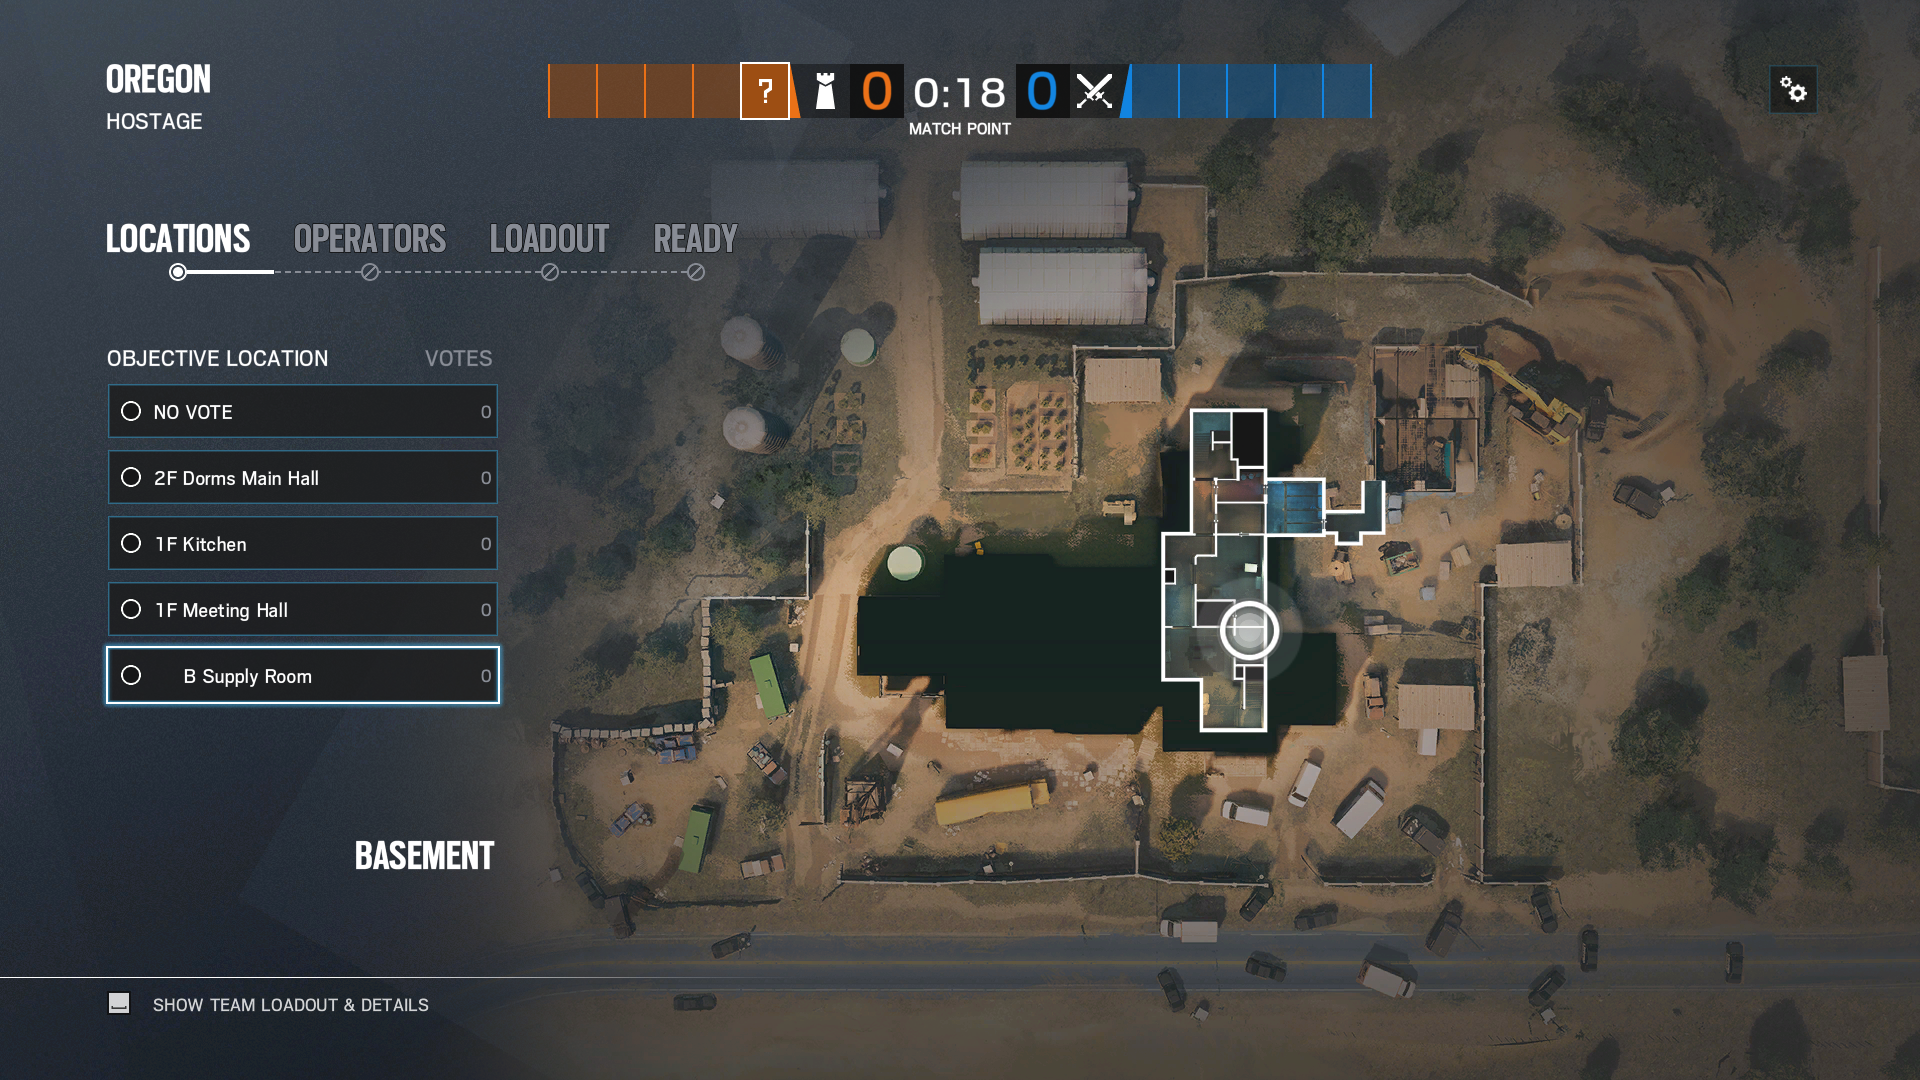 OREGON
HOSTAGE
? 0 0:18 0
MATCH POINT
LOCATIONS OPERATORS LOADOUT READY
OBJECTIVE LOCATION VOTES
NO VOTE 0
2F Dorms Main Hall 0
1F Kitchen 0
1F Meeting Hall 0
B Supply Room 0
BASEMENT
SHOW TEAM LOADOUT & DETAILS